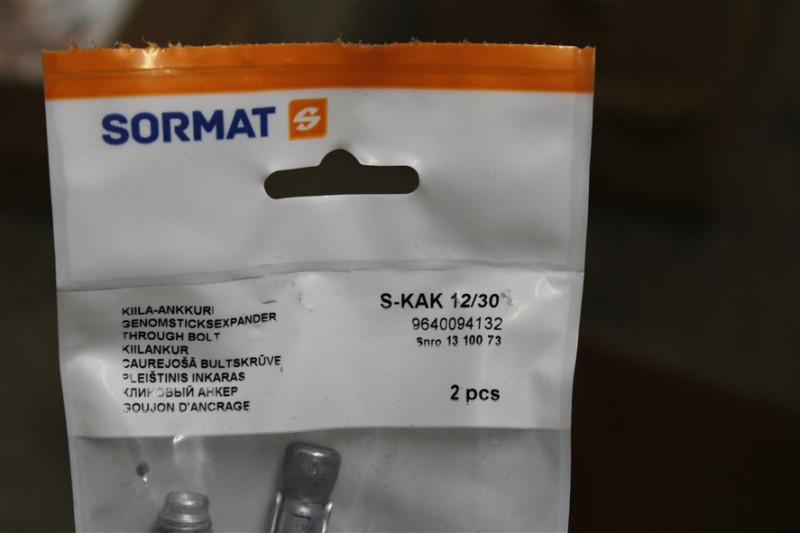 SORMAT S
KIILA-ANKKURI
GENOMSTICKSEXPANDER
THROUGH BOLT
KIILANKUR
CAUREJOŠĀ BULTSKRŪVE
PLEIŠTINIS INKARAS
КЛИНОВЫЙ АНКЕР
GOUJON D'ANCRAGE
S-KAK 12/30
9640094132
Snro 13 100 73
2 pcs